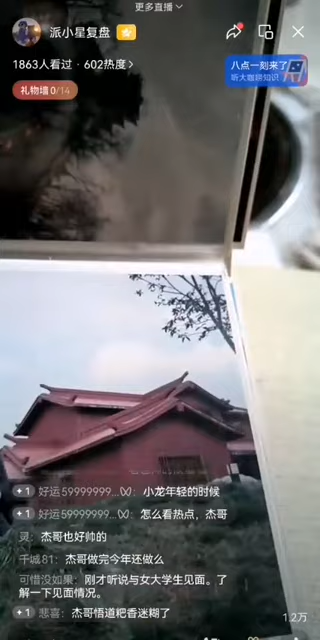 更多直播
派小星复盘
1863人看过 · 602热度
礼物墙 0/14
八点一刻来了
听大咖唠知识
+1 好运59999999... : 小龙年轻的时候
+1 好运59999999... : 怎么看热点，杰哥
灵: 杰哥也好帅的
千城81: 杰哥做完今年还做么
可惜没如果: 刚才听说与女大学生见面。了
解一下见面情况。
+1 悲喜: 杰哥悟道粑香迷糊了
1.2万